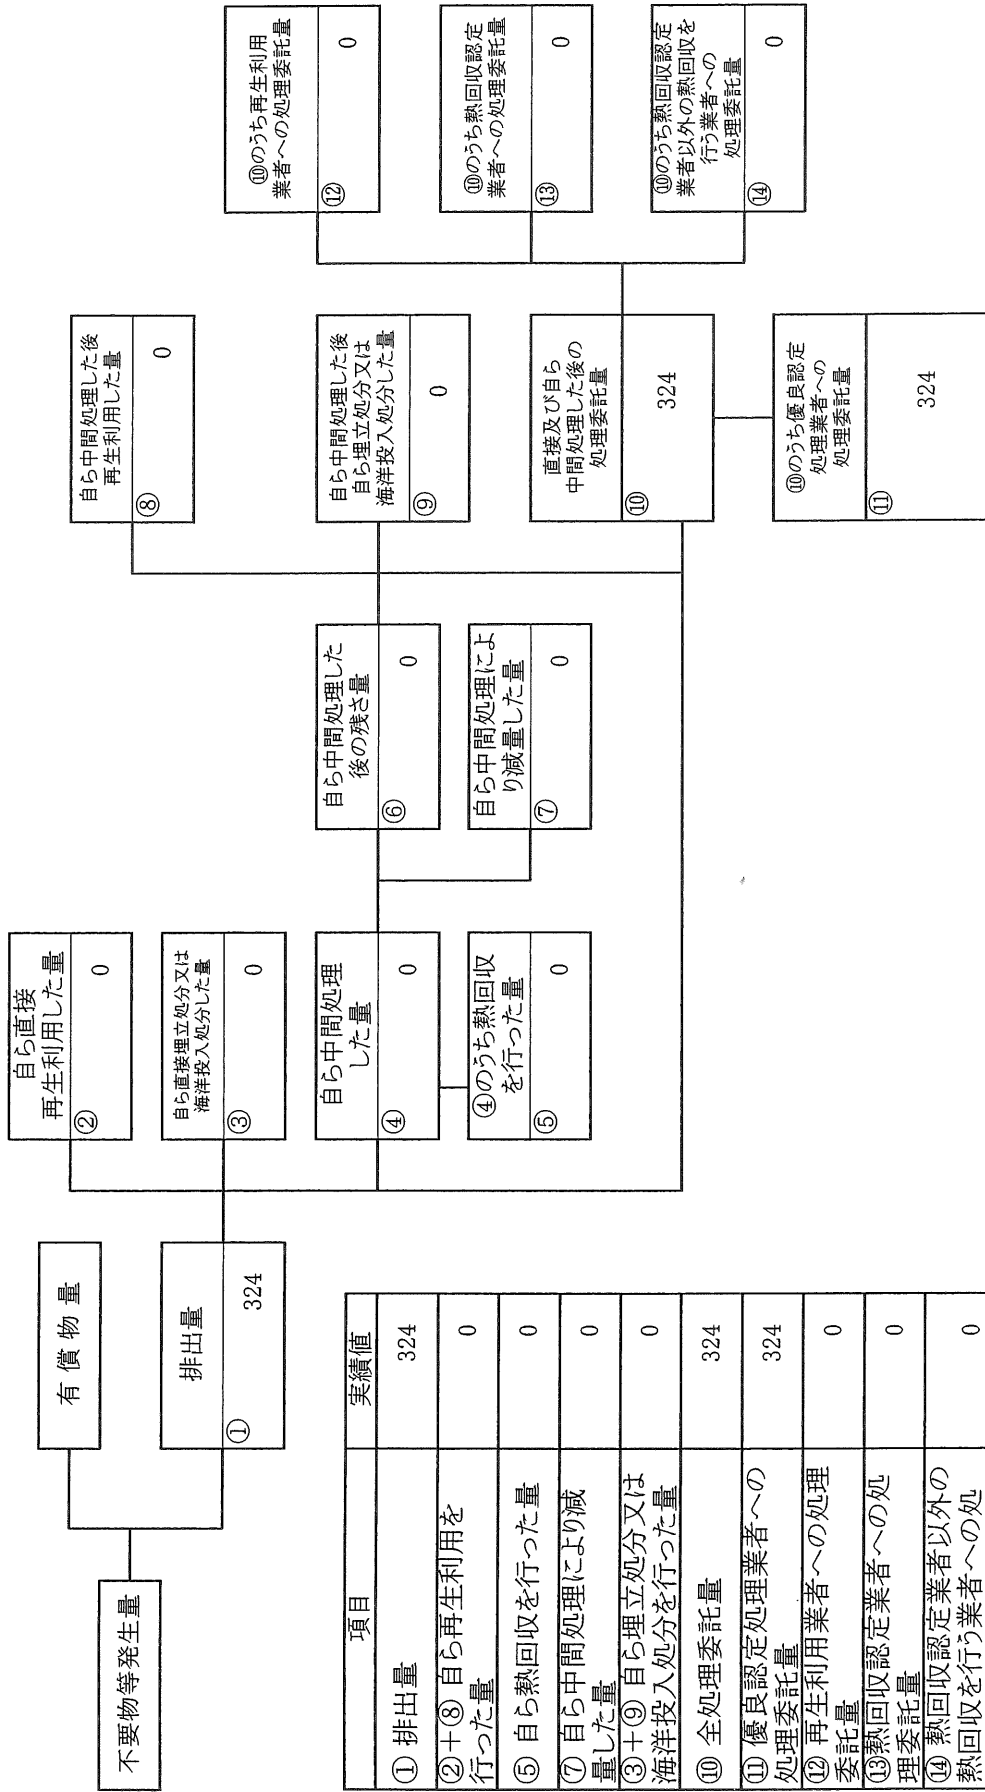 不要物等発生量
有償物量
排出量
① 324
自ら直接
再生利用した量
② 0
自ら直接埋立処分又は
海洋投入処分した量
③ 0
自ら中間処理
した量
④ 0
④のうち熱回収
を行った量
⑤ 0
自ら中間処理した
後の残さ量
⑥ 0
自ら中間処理によ
り減量した量
⑦ 0
自ら中間処理した後
再生利用した量
⑧ 0
自ら中間処理した後
自ら埋立処分又は
海洋投入処分した量
⑨ 0
直接及び自ら
中間処理した後の
処理委託量
⑩ 324
⑩のうち優良認定
処理業者への
処理委託量
⑪ 324
⑩のうち再生利用
業者への処理委託量
⑫ 0
⑩のうち熱回収認定
業者への処理委託量
⑬ 0
⑩のうち熱回収認定
業者以外の熱回収を
行う業者への
処理委託量
⑭ 0
項目 実績値
① 排出量 324
②+⑧ 自ら再生利用を
行った量 0
⑤ 自ら熱回収を行った量 0
⑦ 自ら中間処理により減
量した量 0
③+⑨ 自ら埋立処分又は
海洋投入処分を行った量 0
⑩ 全処理委託量 324
⑪ 優良認定処理業者への
処理委託量 324
⑫ 再生利用業者への処理
委託量 0
⑬熱回収認定業者への処
理委託量 0
⑭ 熱回収認定業者以外の
熱回収を行う業者への処 0